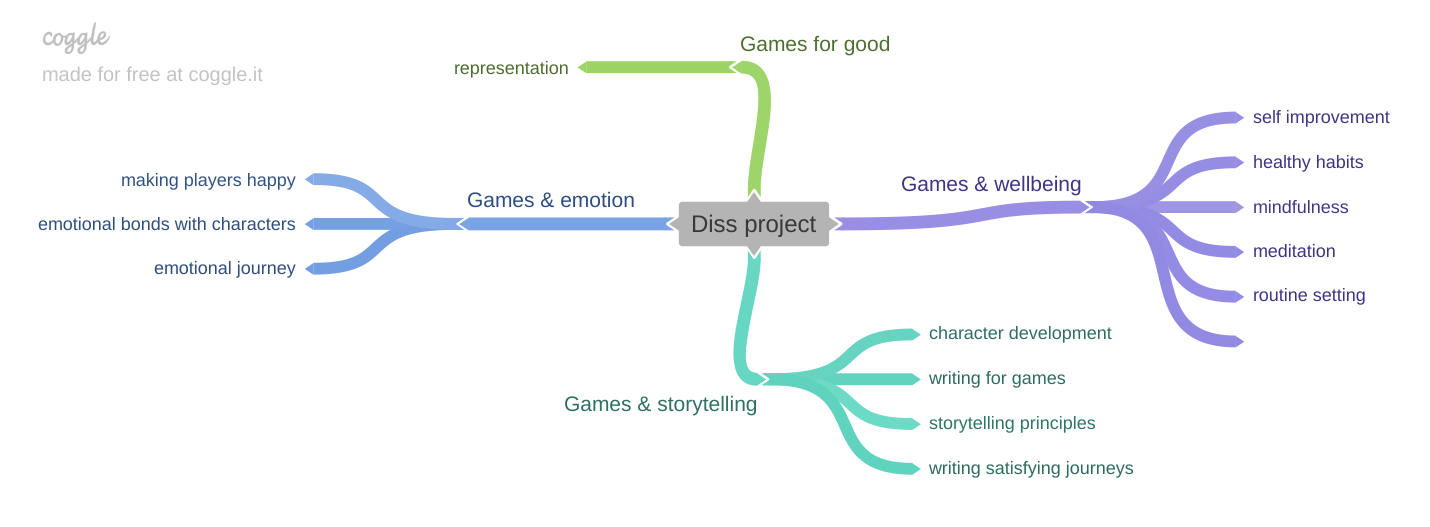 coggle
made for free at coggle.it
Games for good
representation
Games & emotion
making players happy
emotional bonds with characters
emotional journey
Diss project
Games & wellbeing
self improvement
healthy habits
mindfulness
meditation
routine setting
Games & storytelling
character development
writing for games
storytelling principles
writing satisfying journeys